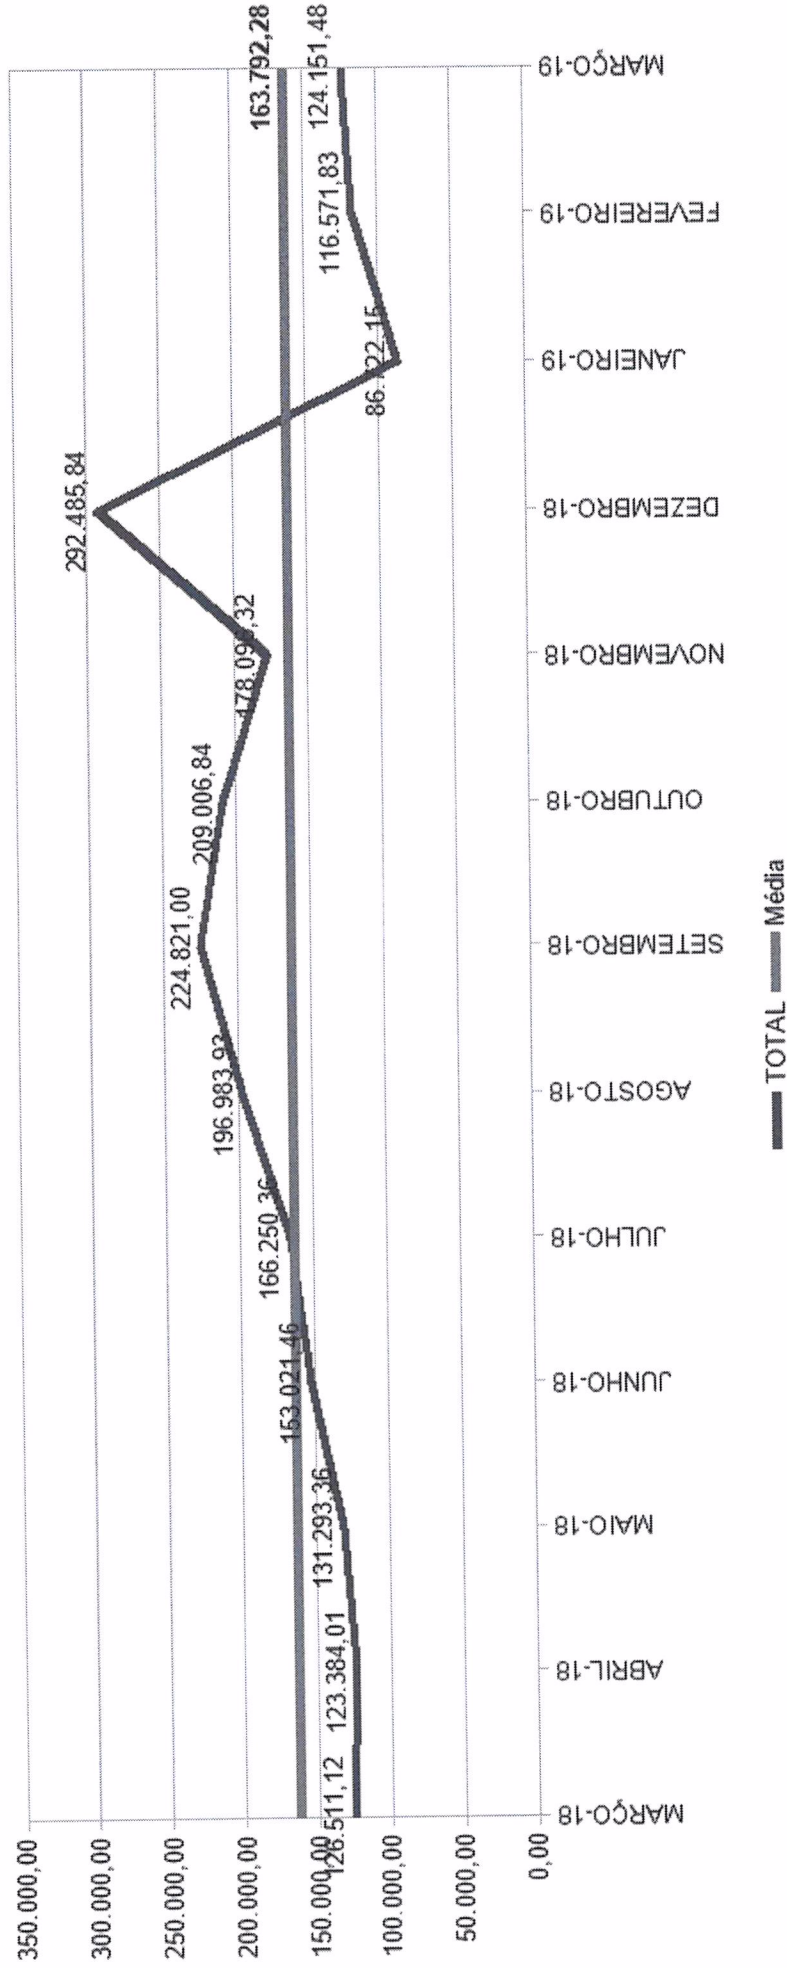 350.000,00
300.000,00
250.000,00
200.000,00
150.000,00
100.000,00
50.000,00
0,00
126.511,12
123.384,01
131.293,36
153.021,46
166.250,36
196.983,93
224.821,00
209.006,84
292.485,84
116.571,83
163.792,28
124.151,48
MARÇO-18
ABRIL-18
MAIO-18
JUNHO-18
JULHO-18
AGOSTO-18
SETEMBRO-18
OUTUBRO-18
NOVEMBRO-18
DEZEMBRO-18
JANEIRO-19
FEVEREIRO-19
MARÇO-19
TOTAL Média